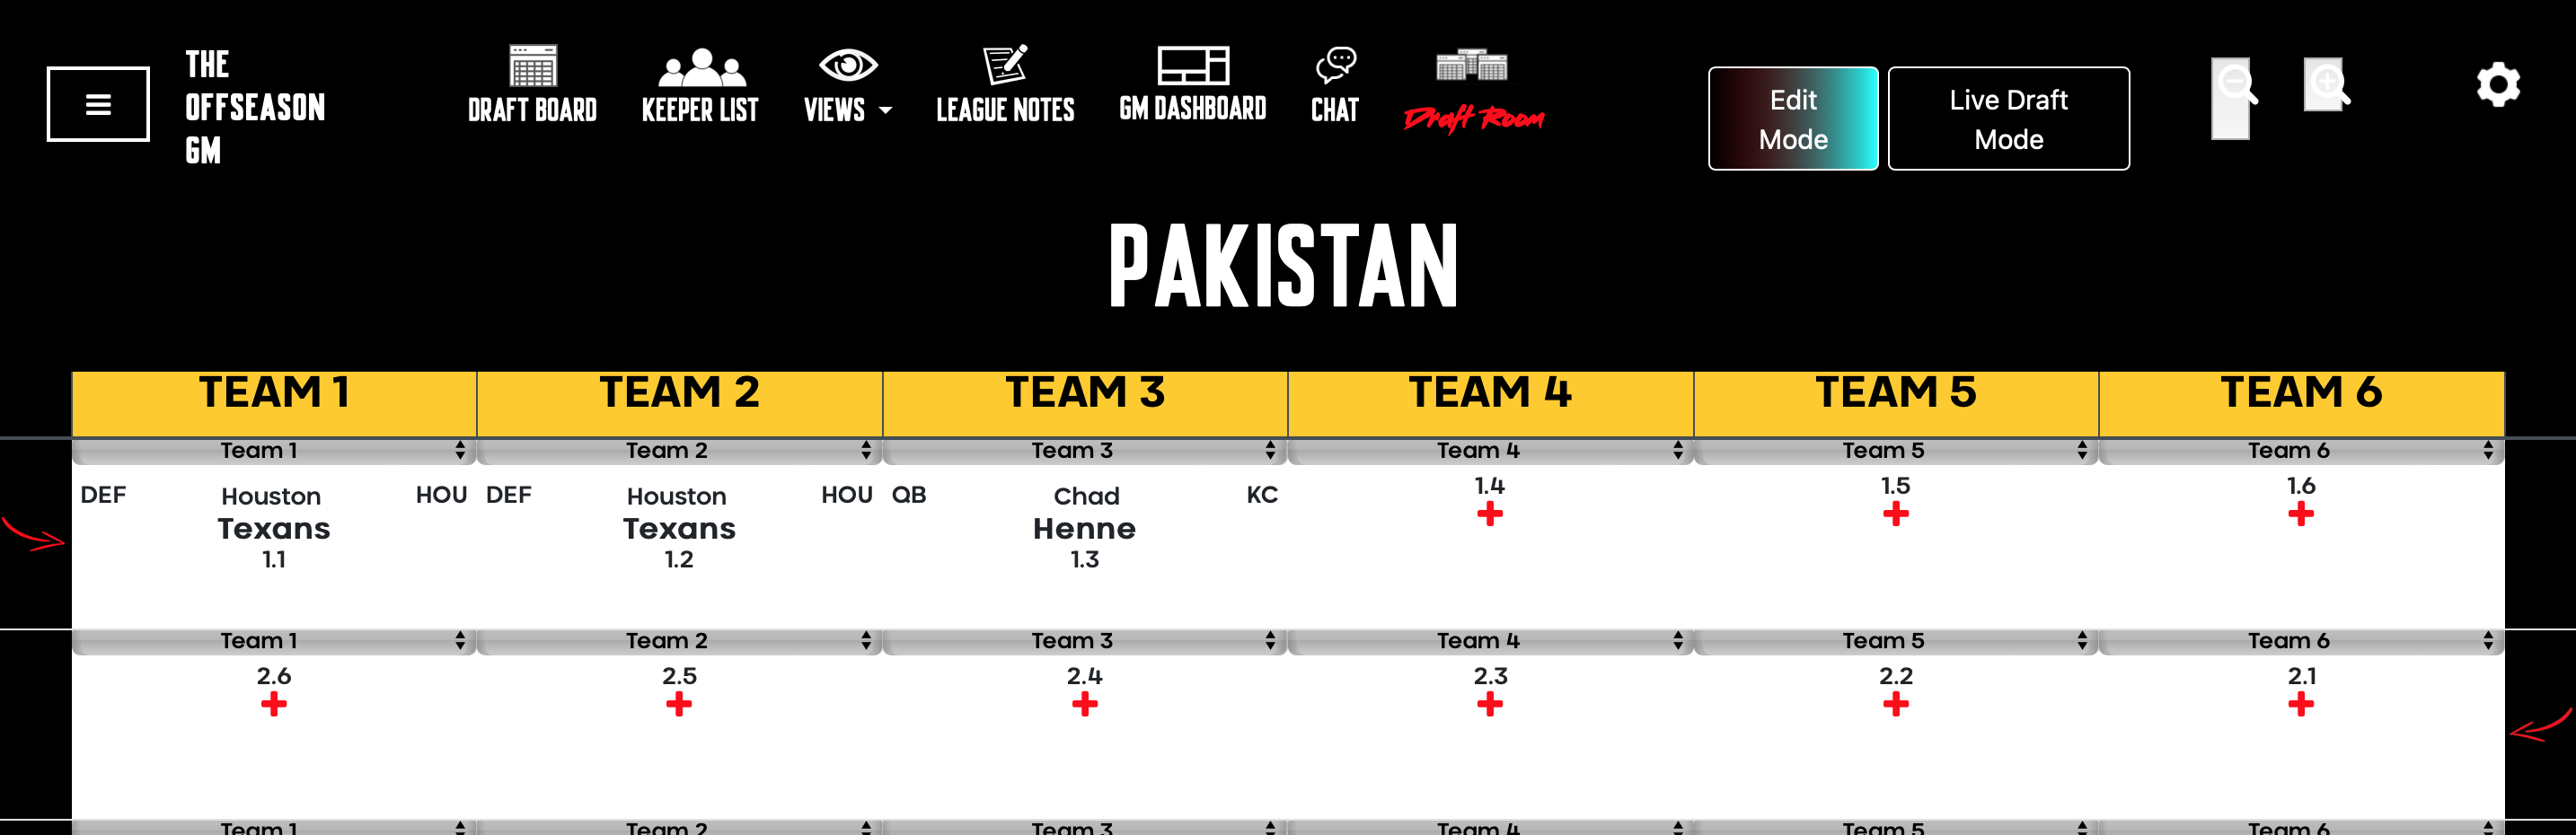 THE
OFFSEASON
GM
DRAFT BOARD
KEEPER LIST
VIEWS
LEAGUE NOTES
GM DASHBOARD
CHAT
Draft Room
Edit
Mode
Live Draft
Mode
PAKISTAN
TEAM 1 TEAM 2 TEAM 3 TEAM 4 TEAM 5 TEAM 6
Team 1 Team 2 Team 3 Team 4 Team 5 Team 6
DEF Houston HOU DEF Houston HOU QB Chad KC 1.4 1.5 1.6
Texans Texans Henne
1.1 1.2 1.3
Team 1 Team 2 Team 3 Team 4 Team 5 Team 6
2.6 2.5 2.4 2.3 2.2 2.1
Team 1 Team 2 Team 3 Team 4 Team 5 Team 6